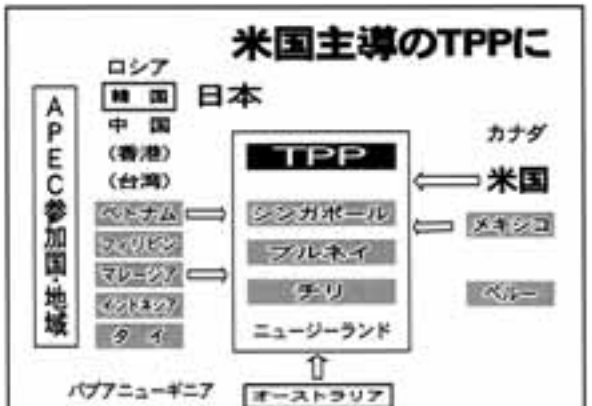 米国主導のTPPに
APEC参加国・地域
ロシア
韓国
日本
中国
(香港)
(台湾)
ベトナム
フィリピン
マレーシア
インドネシア
タイ
パプアニューギニア
TPP
シンガポール
ブルネイ
チリ
ニュージーランド
オーストラリア
カナダ
米国
メキシコ
ペルー